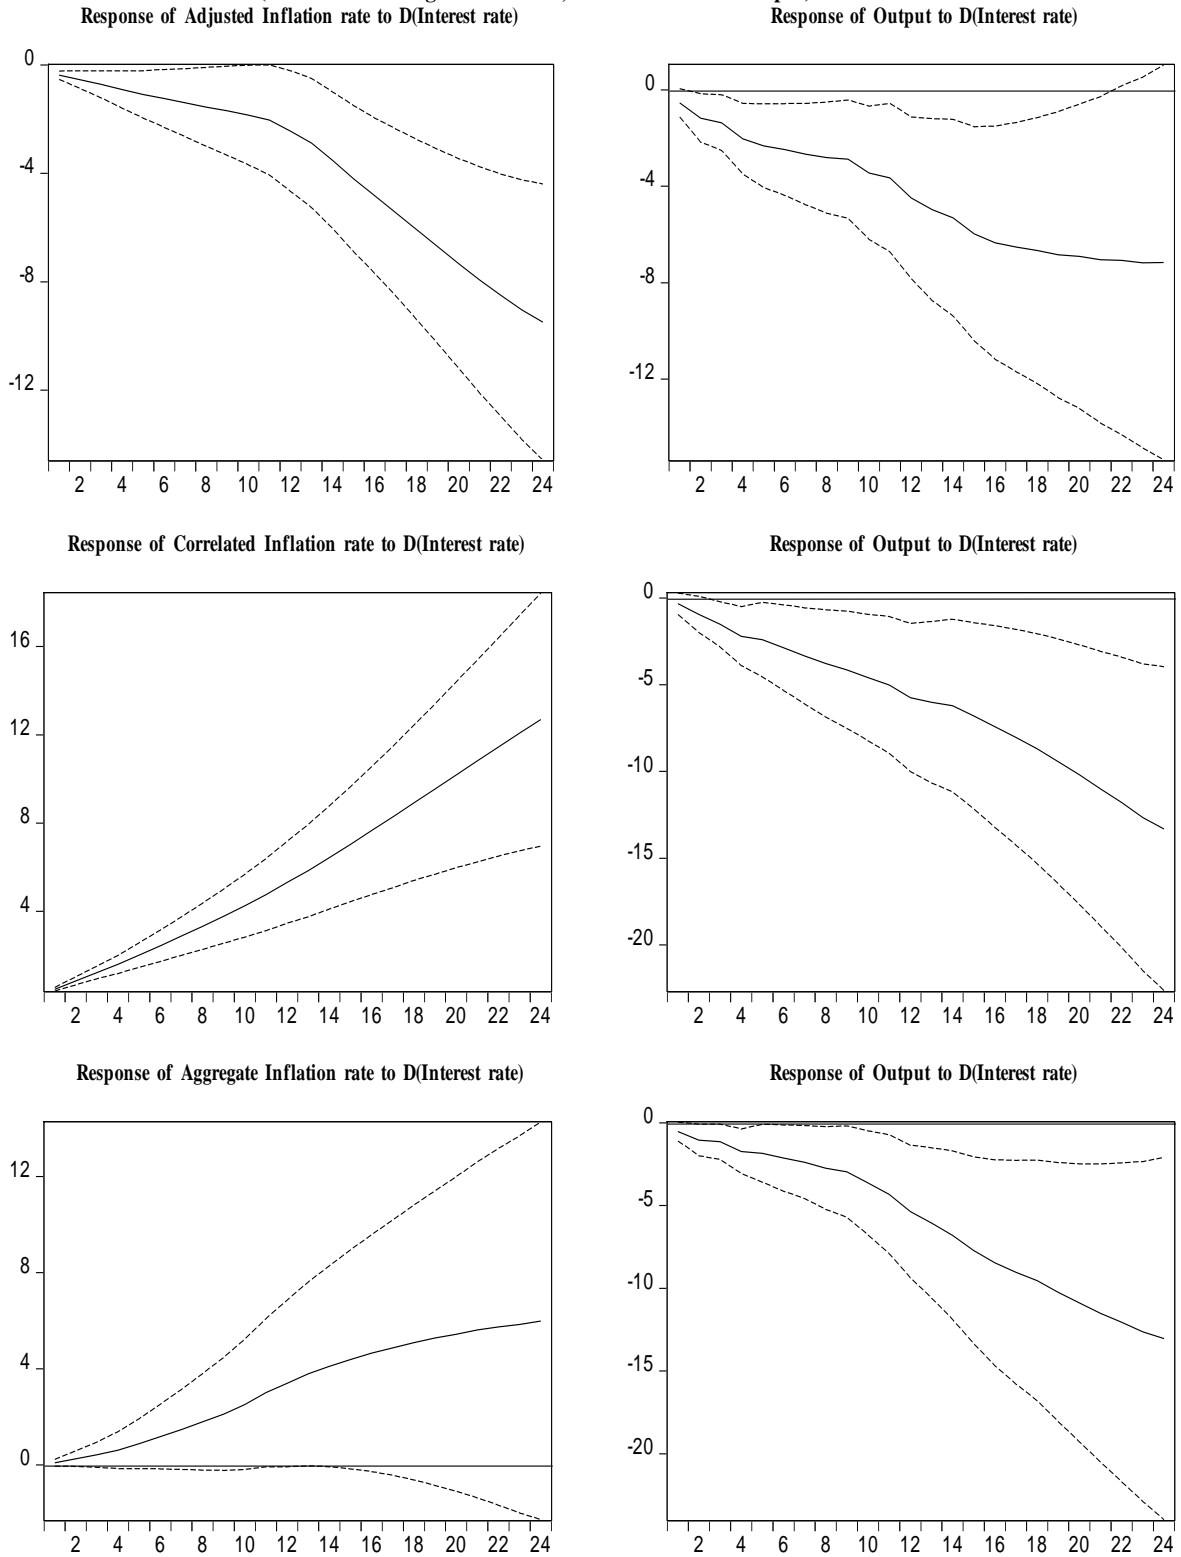 Response of Adjusted Inflation rate to D(Interest rate)
0
-4
-8
-12
2 4 6 8 10 12 14 16 18 20 22 24
Response of Output to D(Interest rate)
0
-4
-8
-12
2 4 6 8 10 12 14 16 18 20 22 24
Response of Correlated Inflation rate to D(Interest rate)
16
12
8
4
2 4 6 8 10 12 14 16 18 20 22 24
Response of Output to D(Interest rate)
0
-5
-10
-15
-20
2 4 6 8 10 12 14 16 18 20 22 24
Response of Aggregate Inflation rate to D(Interest rate)
12
8
4
0
2 4 6 8 10 12 14 16 18 20 22 24
Response of Output to D(Interest rate)
0
-5
-10
-15
-20
2 4 6 8 10 12 14 16 18 20 22 24